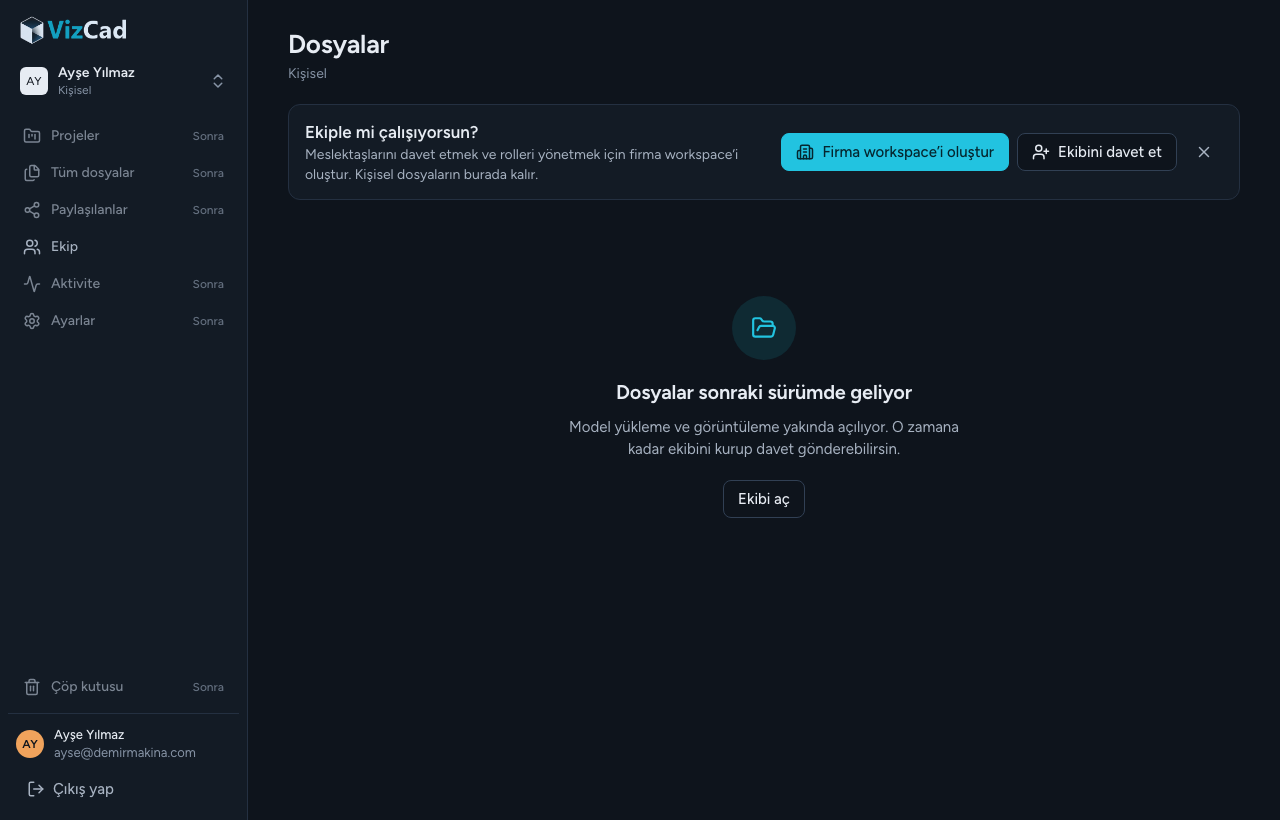 VizCad
AY
Ayşe Yılmaz
Kişisel
Projeler Sonra
Tüm dosyalar Sonra
Paylaşılanlar Sonra
Ekip
Aktivite Sonra
Ayarlar Sonra
Çöp kutusu Sonra
AY
Ayşe Yılmaz
ayse@demirmakina.com
Çıkış yap
Dosyalar
Kişisel
Ekiple mi çalışıyorsun?
Meslektaşlarını davet etmek ve rolleri yönetmek için firma workspace’i
oluştur. Kişisel dosyaların burada kalır.
Firma workspace’i oluştur
Ekibini davet et
Dosyalar sonraki sürümde geliyor
Model yükleme ve görüntüleme yakında açılıyor. O zamana
kadar ekibini kurup davet gönderebilirsin.
Ekibi aç